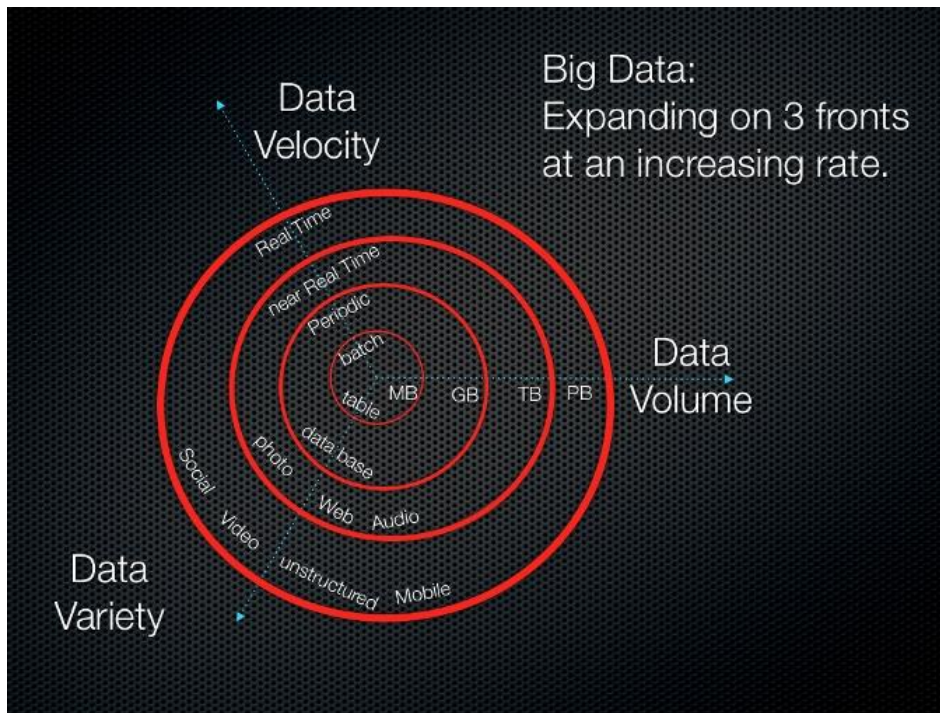 Big Data:
Expanding on 3 fronts
at an increasing rate.
Data
Velocity
Real Time
near Real Time
Periodic
batch
table
MB GB TB PB
Data
Volume
data base
photo
Web Audio
Social
Video
unstructured
Mobile
Data
Variety